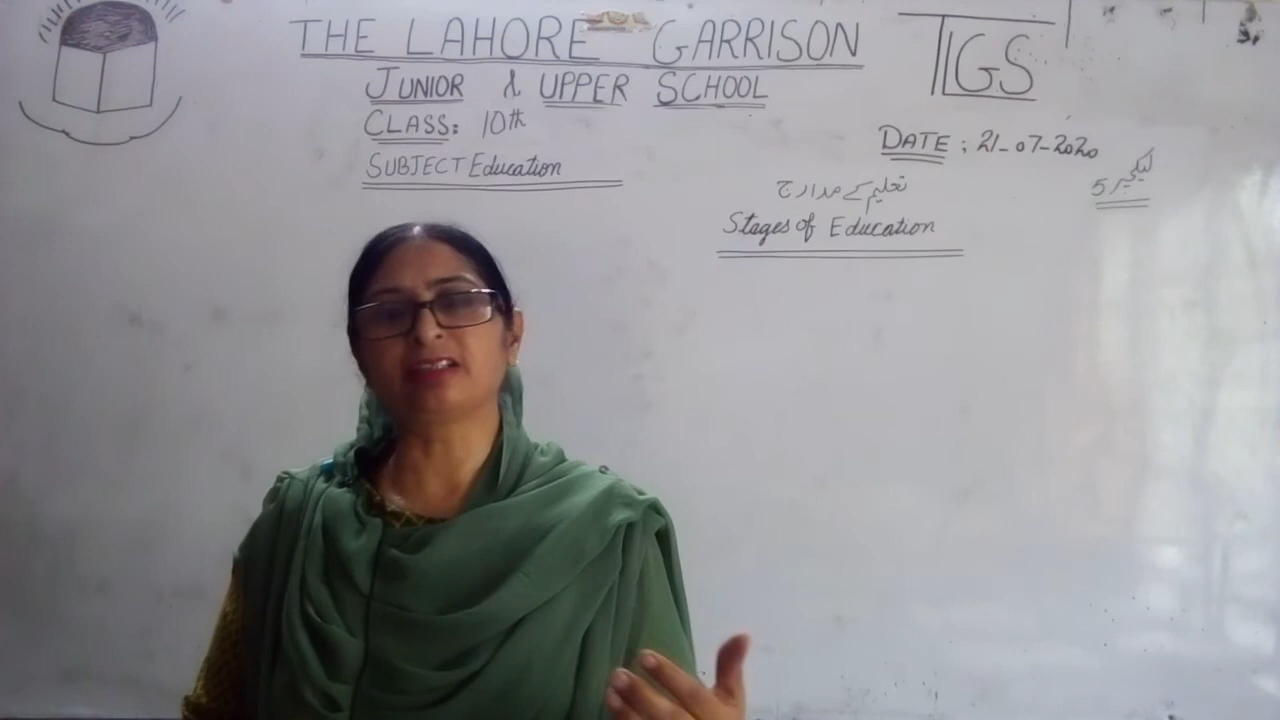 THE LAHORE GARRISON
TLGS
JUNIOR & UPPER SCHOOL
CLASS: 10th
DATE : 21-07-2020
SUBJECT Education
لیکچر 5
تعلیم کے مدارج
Stages of Education